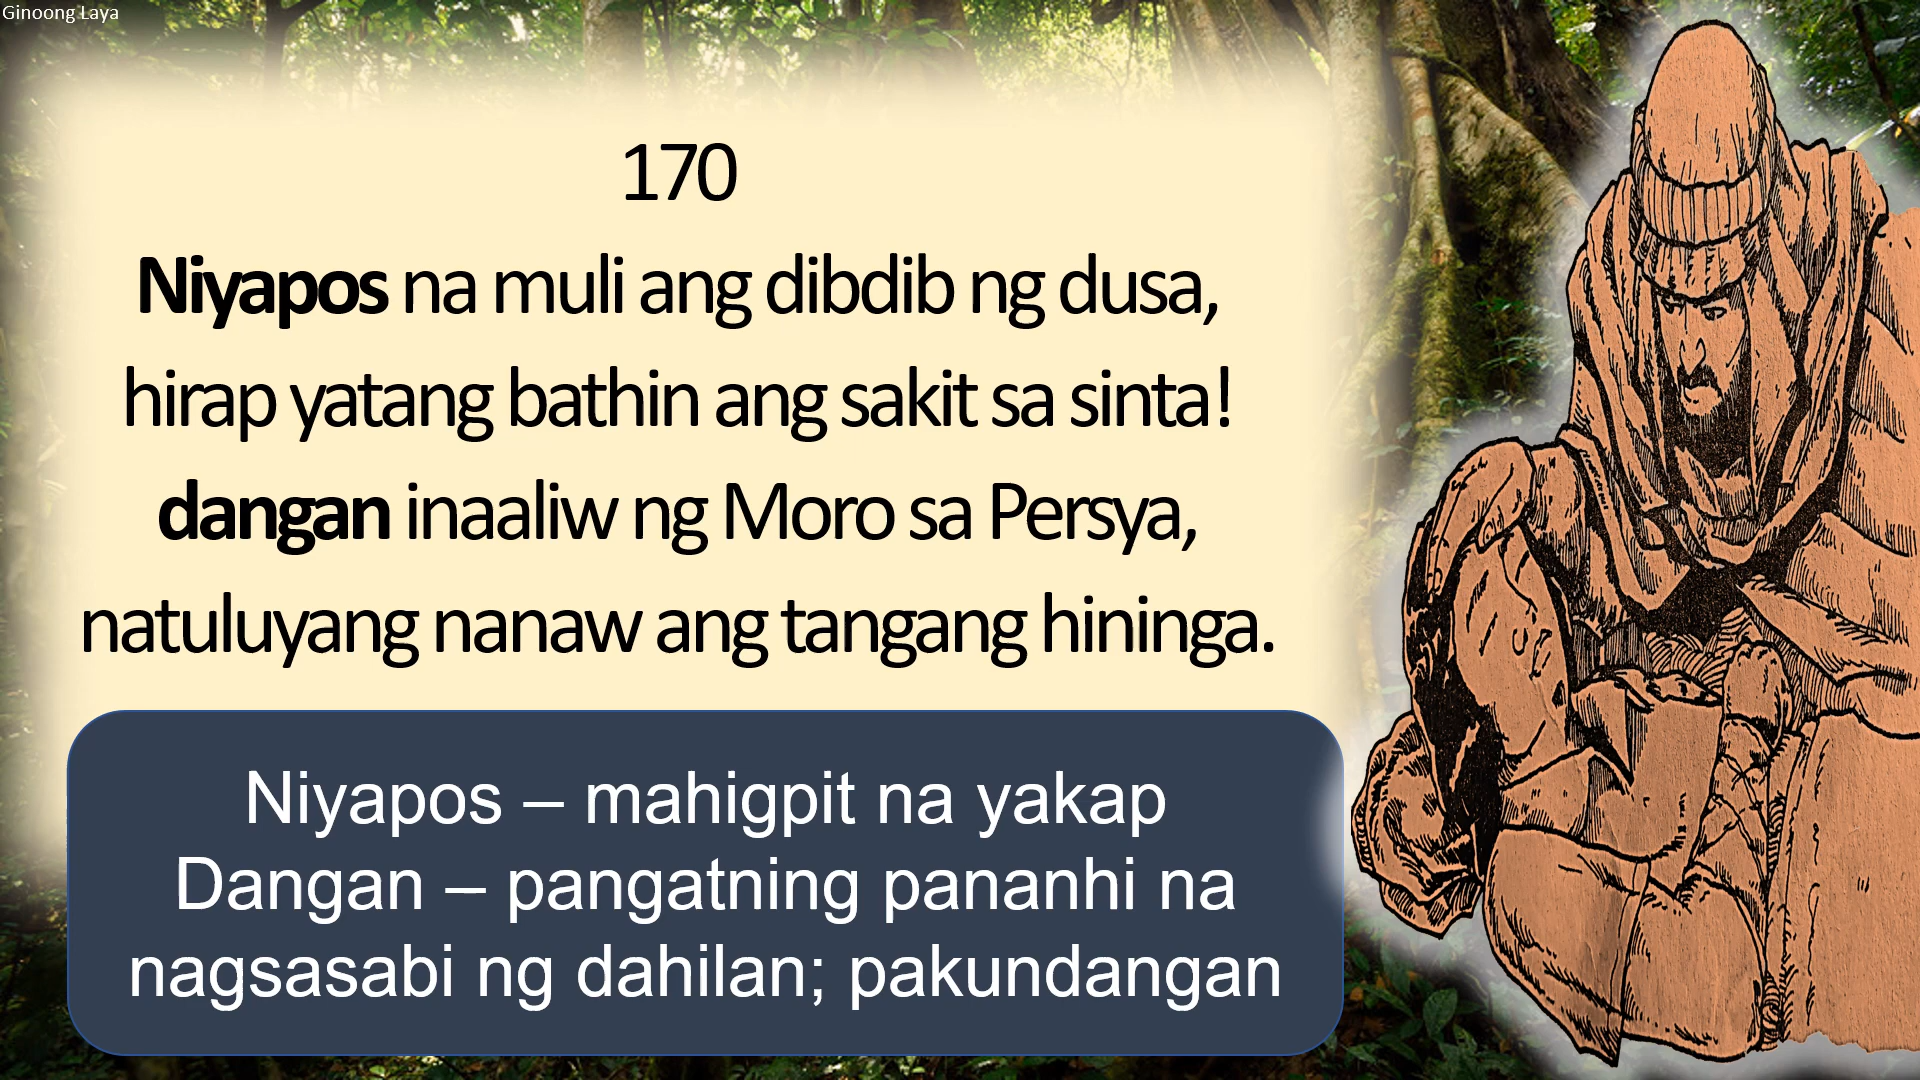 Ginoong Laya
170
Niyapos na muli ang dibdib ng dusa,
hirap yatang bathin ang sakit sa sinta!
dangan inaaliw ng Moro sa Persya,
natuluyang nanaw ang tangang hininga.
Niyapos – mahigpit na yakap
Dangan – pangatning pananhi na
nagsasabi ng dahilan; pakundangan